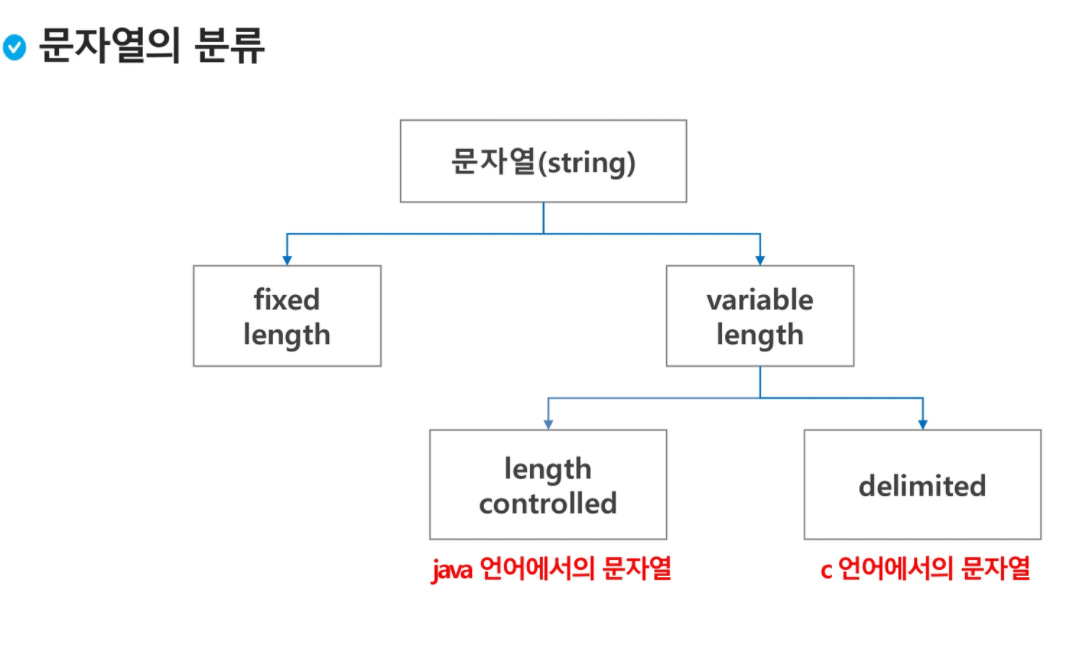 문자열의 분류
문자열(string)
fixed
length
variable
length
length
controlled
delimited
java 언어에서의 문자열
c 언어에서의 문자열